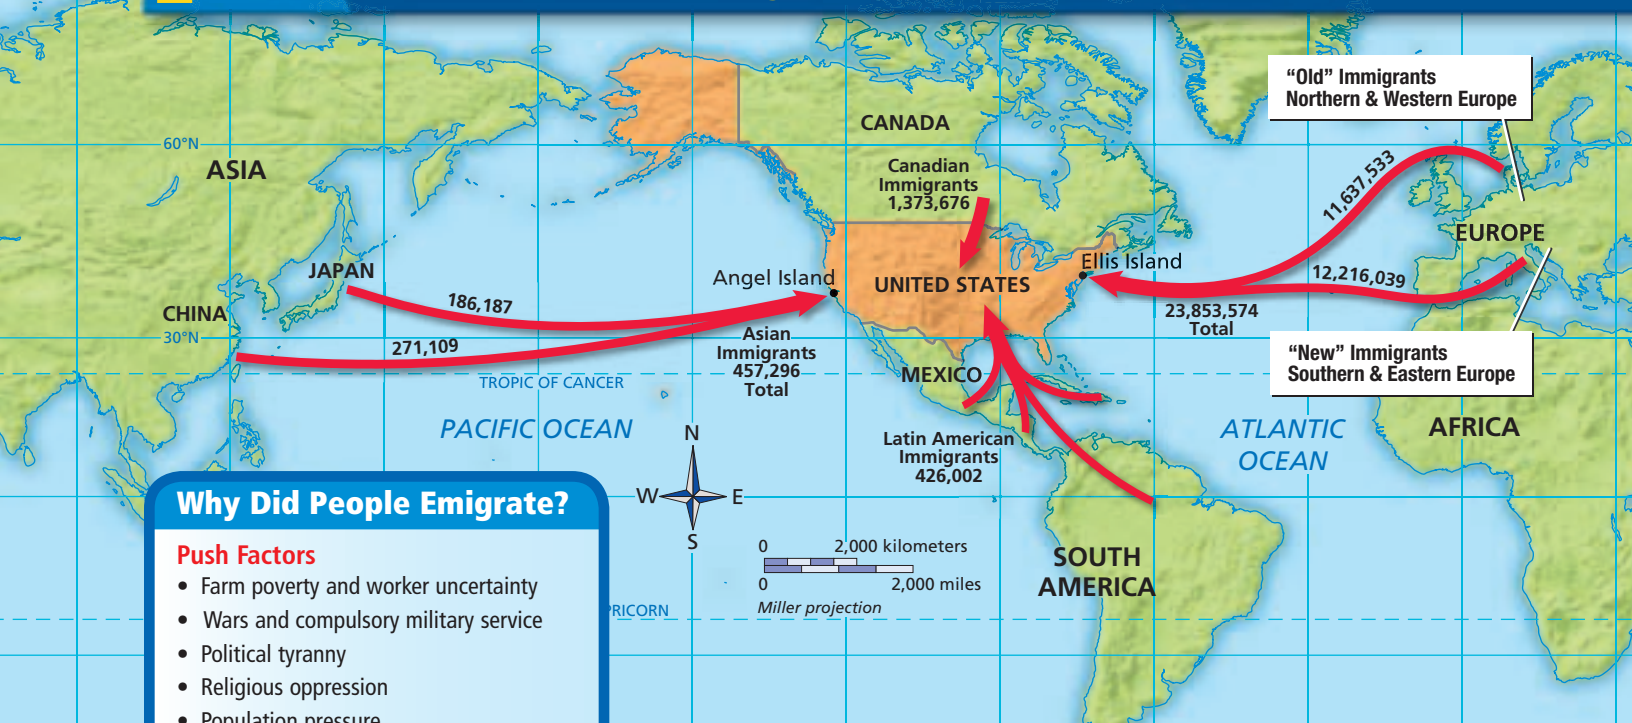 "Old" Immigrants
Northern & Western Europe
CANADA
60°N
ASIA
Canadian
Immigrants
1,373,676
11,637,533
EUROPE
Ellis Island
JAPAN
Angel Island
UNITED STATES
12,216,039
186,187
CHINA
23,853,574
Total
30°N
271,109
Asian
Immigrants
457,296
Total
"New" Immigrants
Southern & Eastern Europe
TROPIC OF CANCER
MEXICO
PACIFIC OCEAN
N
W
E
S
Latin American
Immigrants
426,002
ATLANTIC
OCEAN
AFRICA
Why Did People Emigrate?
Push Factors
• Farm poverty and worker uncertainty
• Wars and compulsory military service
• Political tyranny
• Religious oppression
• Population pressure
PRICORN
0 2,000 kilometers
0 2,000 miles
Miller projection
SOUTH
AMERICA